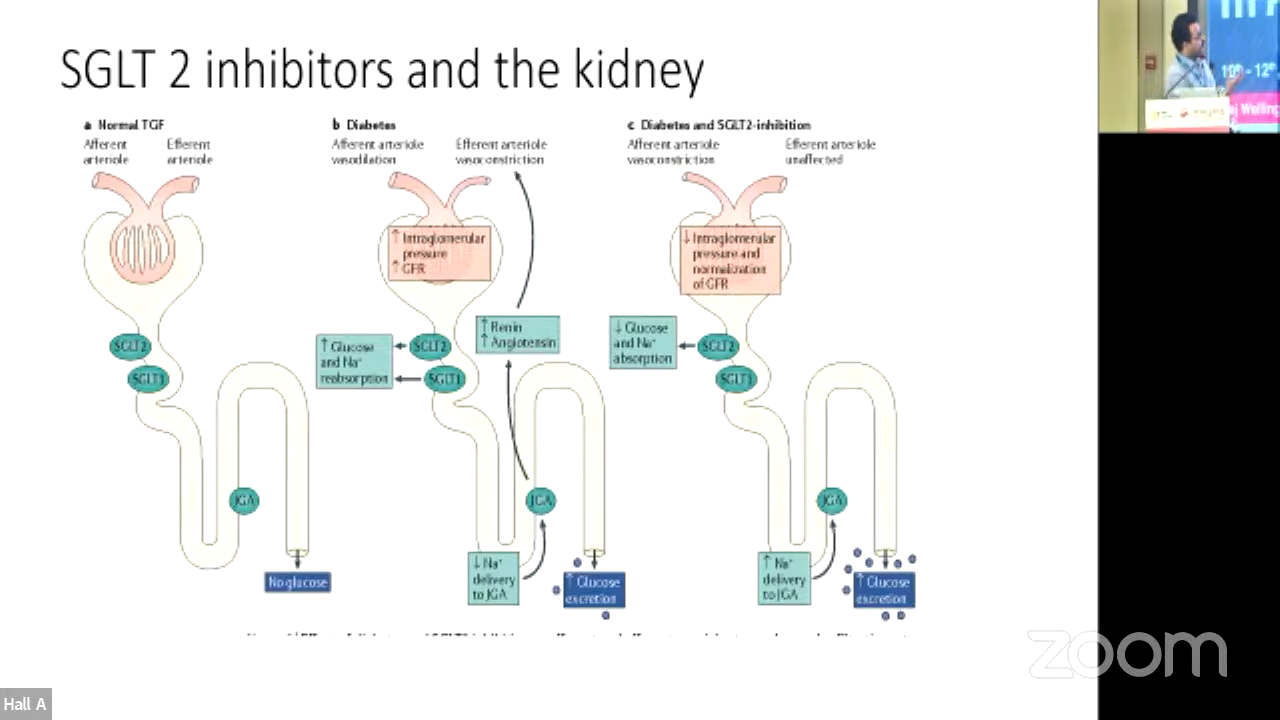 SGLT 2 inhibitors and the kidney
a Normal TGF
Afferent
arteriole
Efferent
arteriole
SGLT2
SGLT1
JGA
No glucose
b Diabetes
Afferent arteriole
vasodilation
Efferent arteriole
vasoconstriction
↑ Intraglomerular
pressure
↑ GFR
↑ Renin
↑ Angiotensin
↑ Glucose
and Na⁺
reabsorption
SGLT2
SGLT1
JGA
↓ Na⁺
delivery
to JGA
↑ Glucose
excretion
c Diabetes and SGLT2-inhibition
Afferent arteriole
vasoconstriction
Efferent arteriole
unaffected
↓ Intraglomerular
pressure and
normalization
of GFR
↓ Glucose
and Na⁺
absorption
SGLT2
SGLT1
JGA
↑ Na⁺
delivery
to JGA
↑ Glucose
excretion
zoom
Hall A